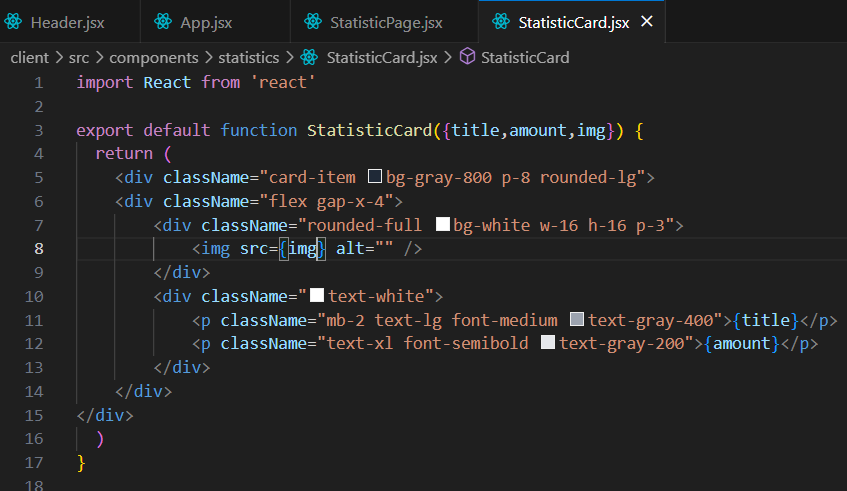 Header.jsx App.jsx StatisticPage.jsx StatisticCard.jsx
client > src > components > statistics > StatisticCard.jsx > StatisticCard
1 import React from 'react'
2
3 export default function StatisticCard({title,amount,img}) {
4   return (
5     <div className="card-item bg-gray-800 p-8 rounded-lg">
6     <div className="flex gap-x-4">
7         <div className="rounded-full bg-white w-16 h-16 p-3">
8             <img src={img} alt="" />
9         </div>
10         <div className="text-white">
11             <p className="mb-2 text-lg font-medium text-gray-400">{title}</p>
12             <p className="text-xl font-semibold text-gray-200">{amount}</p>
13         </div>
14     </div>
15 </div>
16   )
17 }
18